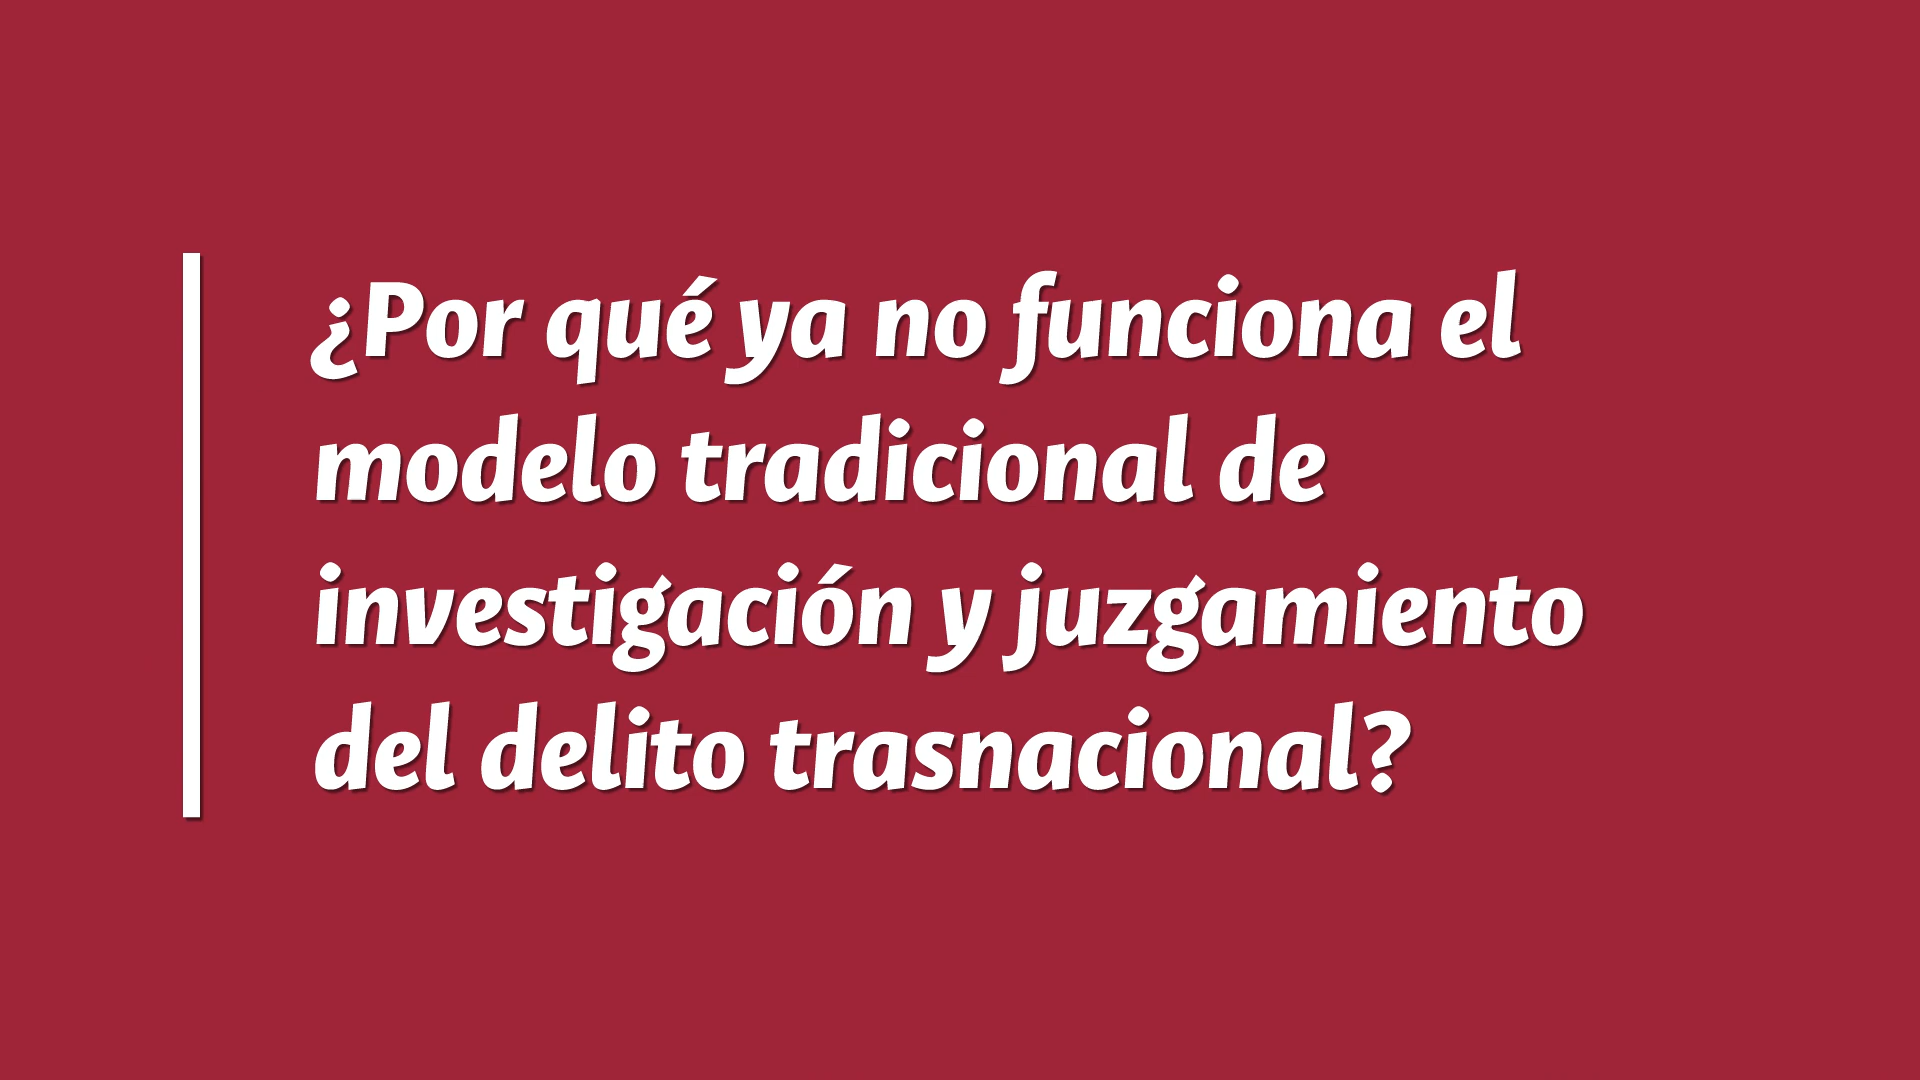 ¿Por qué ya no funciona el
modelo tradicional de
investigación y juzgamiento
del delito trasnacional?